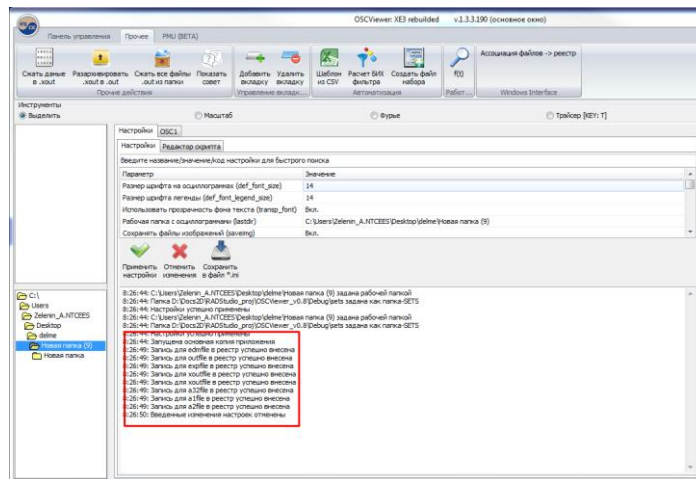 OSCViewer: XE3 rebuilded v.1.3.3.190 (основное окно)
Панель управления Прочее PMU (BETA)
Сжать даные в .xout
Разархивировать .xout в .out
Сжать все файлы .out из папки
Показать совет
Добавить вкладку
Удалить вкладку
Шаблон из CSV
Расчет БИХ фильтра
Создать файл набора
f(t)
Ассоциация файлов -> реестр
Прочие действия
Управление вкладк...
Автоматизация
Работ...
Windows Interface
Инструменты
Выделить
Масштаб
Фурье
Трейсер [KEY: T]
Настройки OSC1
Настройки Редактор скрипта
Введите название/значение/код настройки для быстрого поиска
Параметр Значение
Размер шрифта на осциллограммах (def_font_size) 14
Размер шрифта легенды (def_font_legend_size) 14
Использовать прозрачность фона текста (transp_font) Вкл.
Рабочая папка с осциллограммами (lastdir) C:\Users\Zelenin_A.NTCEES\Desktop\delme\Новая папка (9)
Сохранять файлы изображений (saveimg) Вкл.
Применить настройки
Отменить изменения
Сохранить в файл *.ini
C:\
Users
Zelenin_A.NTCEES
Desktop
delme
Новая папка (9)
Новая папка
8:26:44: C:\Users\Zelenin_A.NTCEES\Desktop\delme\Новая папка (9) задана рабочей папкой
8:26:44: Папка D:\Docs2D\RADStudio_proj\OSCViewer_v0.8\Debug\sets задана как папка-SETS
8:26:44: Настройки успешно применены
8:26:44: C:\Users\Zelenin_A.NTCEES\Desktop\delme\Новая папка (9) задана рабочей папкой
8:26:44: Папка D:\Docs2D\RADStudio_proj\OSCViewer_v0.8\Debug\sets задана как папка-SETS
8:26:44: Настройки успешно применены
8:26:44: Запущена основная копия приложения
8:26:49: Запись для edmfile в реестр успешно внесена
8:26:49: Запись для outfile в реестр успешно внесена
8:26:49: Запись для expfile в реестр успешно внесена
8:26:49: Запись для xoutfile в реестр успешно внесена
8:26:49: Запись для xoutfile в реестр успешно внесена
8:26:49: Запись для a32file в реестр успешно внесена
8:26:49: Запись для a1file в реестр успешно внесена
8:26:49: Запись для a2file в реестр успешно внесена
8:26:50: Введенные изменения настроек отменены